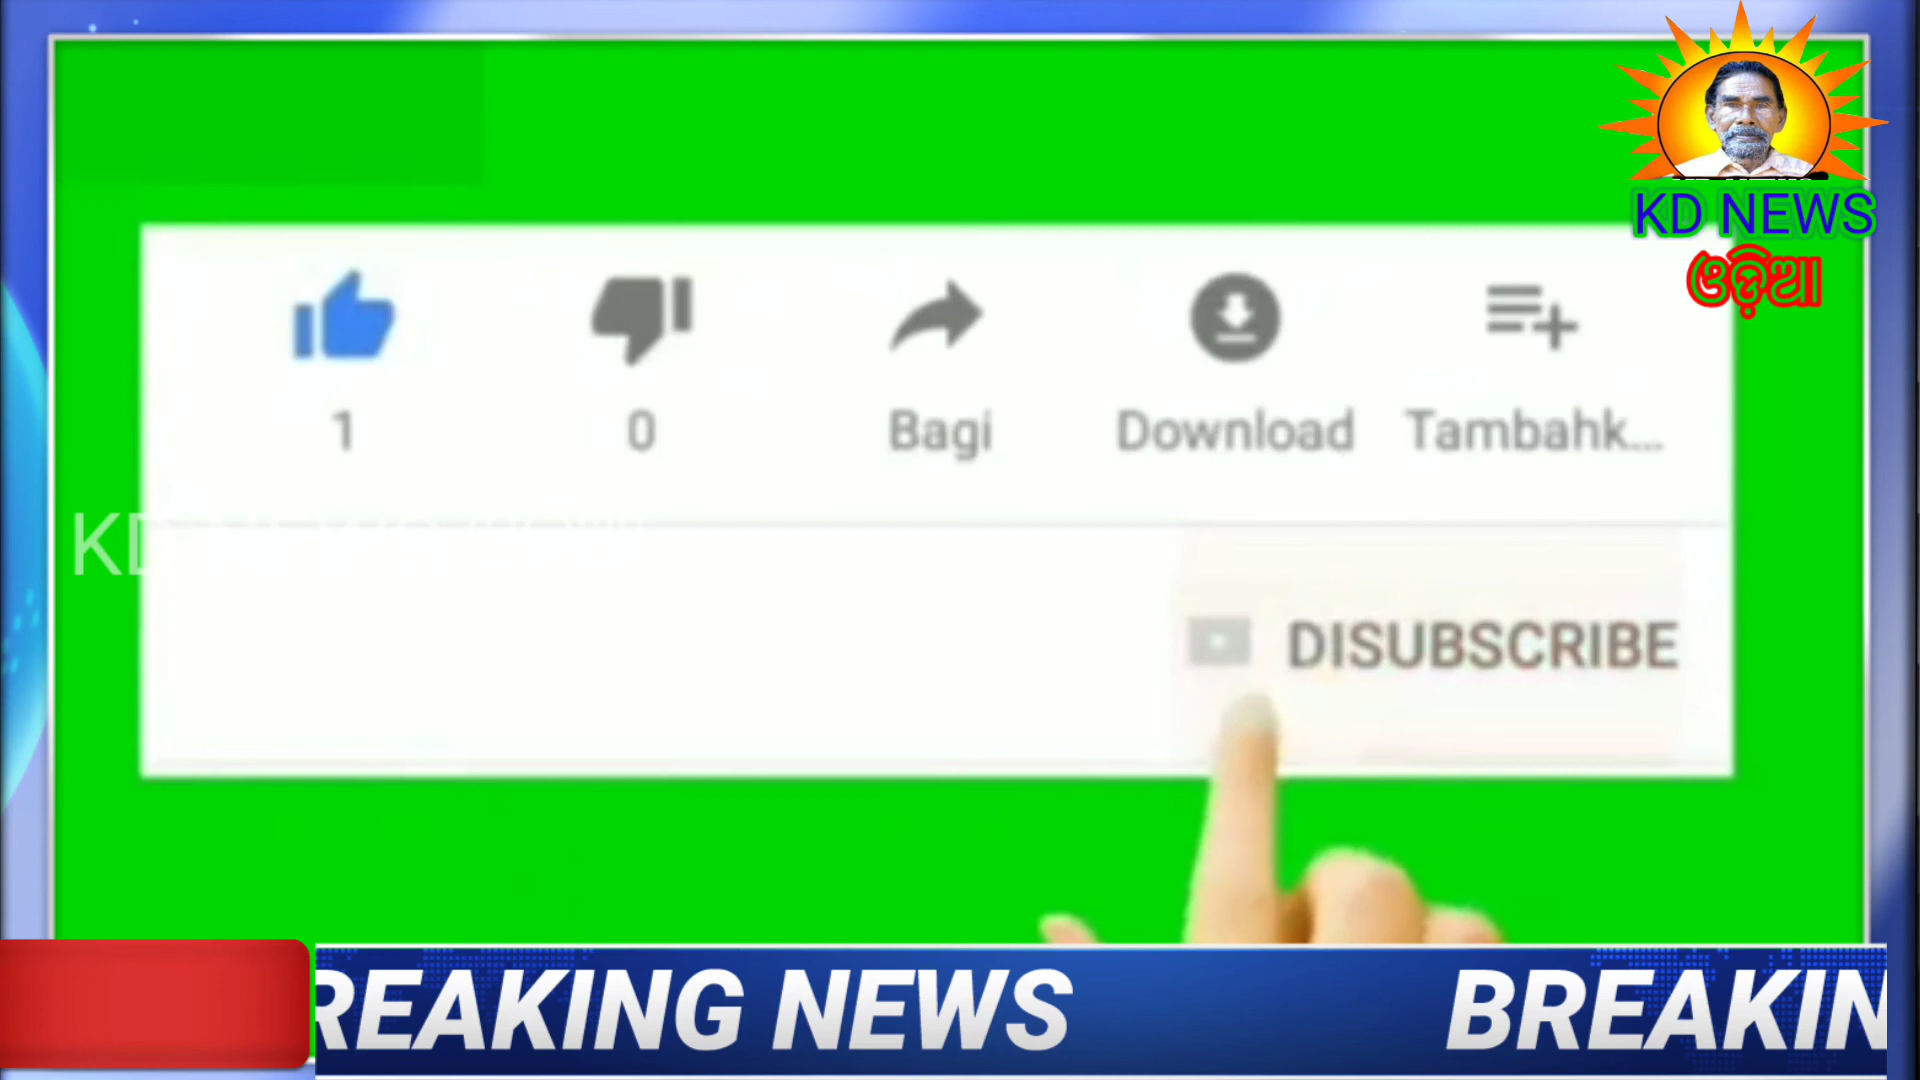 KD NEWS
ଓଡ଼ିଆ
1
0
Bagi
Download
Tambahk...
DISUBSCRIBE
REAKING NEWS
BREAKIN